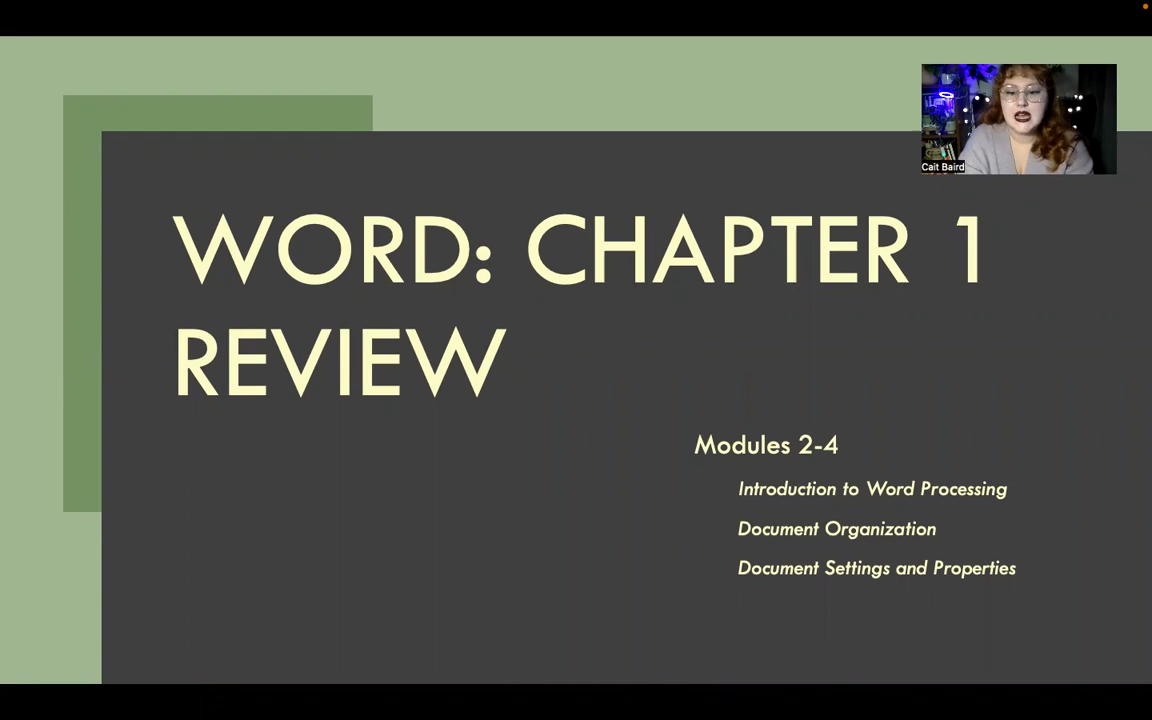 Cait Baird
WORD: CHAPTER 1
REVIEW
Modules 2-4
Introduction to Word Processing
Document Organization
Document Settings and Properties